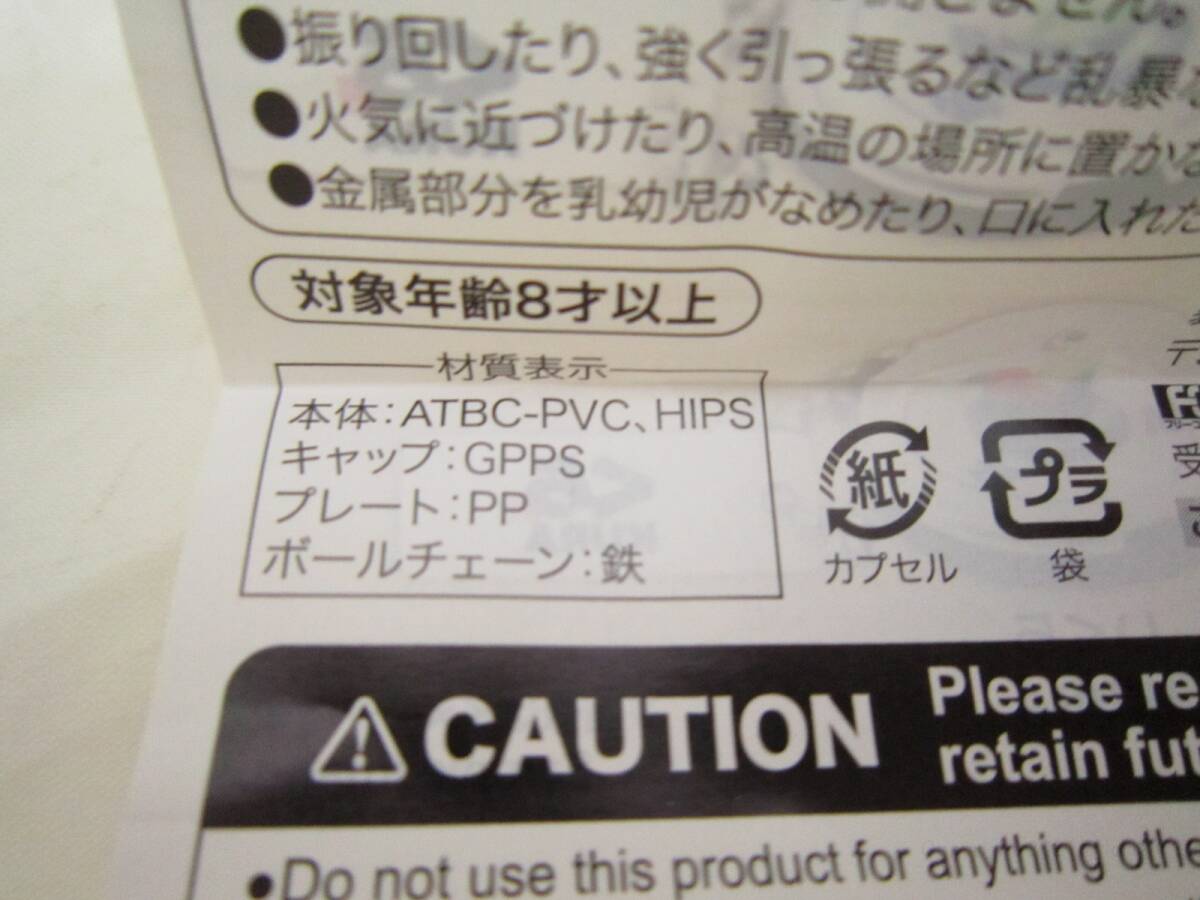 ません。
●振り回したり、強く引っ張るなど乱暴な
●火気に近づけたり、高温の場所に置かな
●金属部分を乳幼児がなめたり、口に入れた
対象年齢8才以上
材質表示
本体:ATBC-PVC、HIPS
キャップ:GPPS
プレート:PP
ボールチェーン:鉄
紙
カプセル
プラ
袋
受
⚠CAUTION
Please re
retain fut
•Do not use this product for anything othe